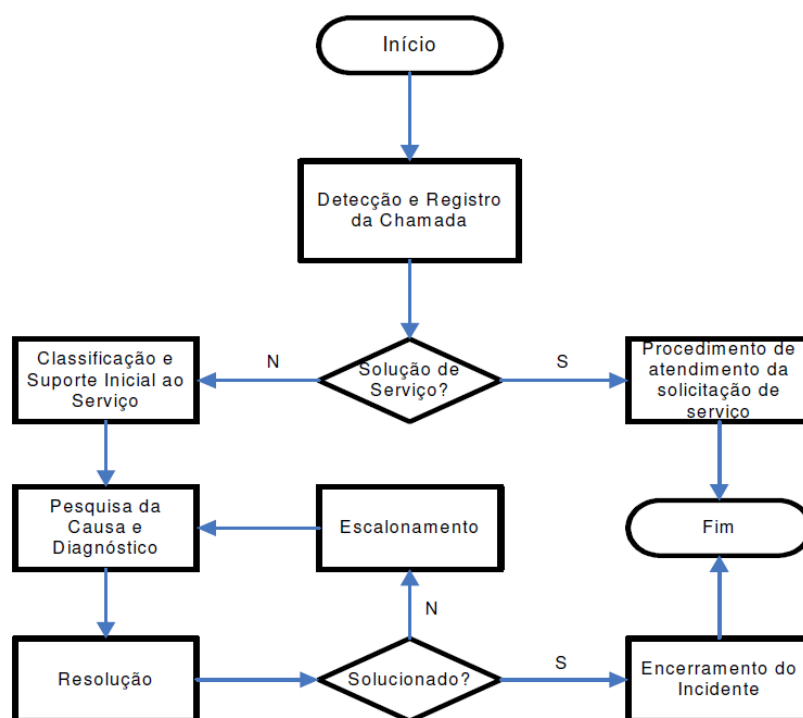 Início
Detecção e Registro
da Chamada
Classificação e
Suporte Inicial ao
Serviço
N
Solução de
Serviço?
S
Procedimento de
atendimento da
solicitação de
serviço
Pesquisa da
Causa e
Diagnóstico
Escalonamento
Fim
N
Resolução
Solucionado?
S
Encerramento do
Incidente